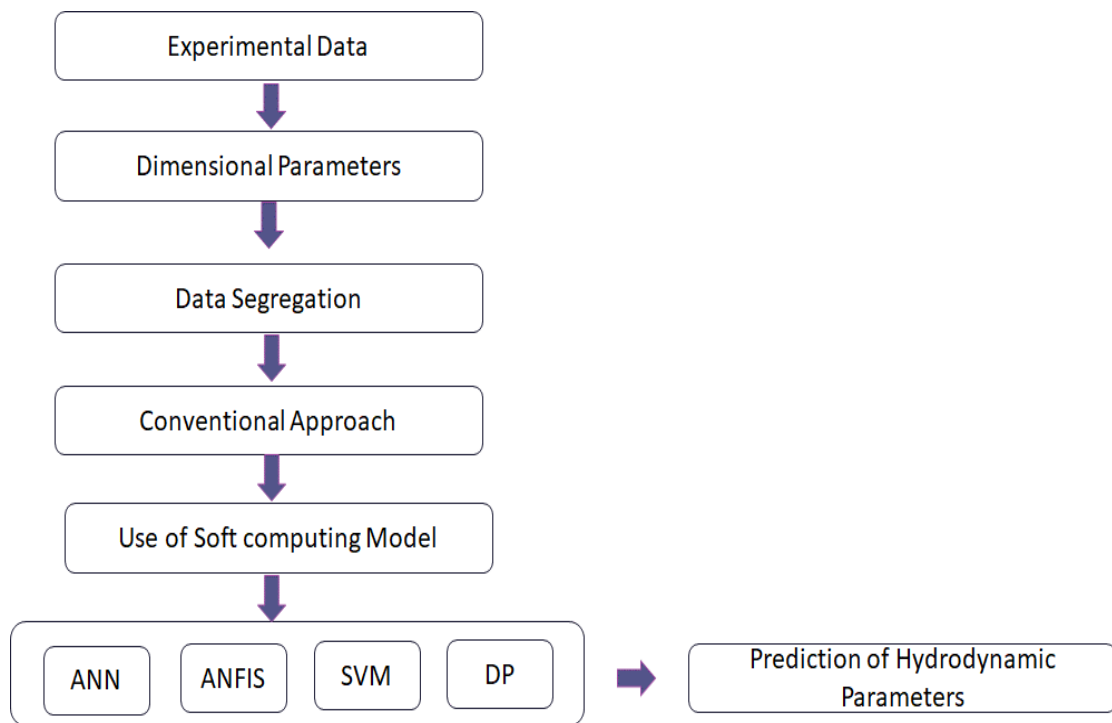 Experimental Data
Dimensional Parameters
Data Segregation
Conventional Approach
Use of Soft computing Model
ANN
ANFIS
SVM
DP
Prediction of Hydrodynamic
Parameters